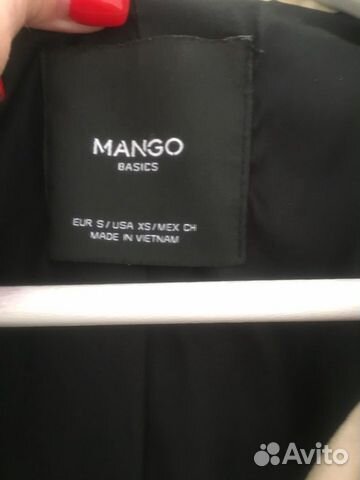 MANGO
BASICS
EUR S / USA XS / MEX CH
MADE IN VIETNAM
Avito